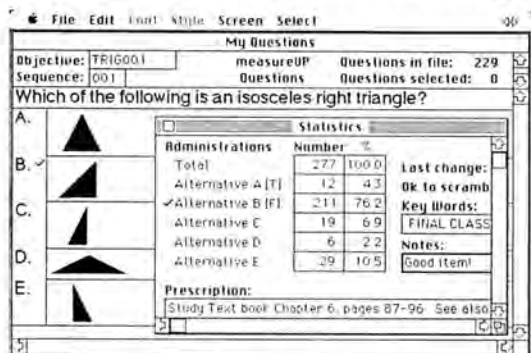 File Edit Font Style Screen Select
My Questions
Objective: TRIG001 measureUP Questions in file: 229
Sequence: 001 Questions Questions selected: 0
Which of the following is an isosceles right triangle?
A.
B.
C.
D.
E.
Statistics
Administrations Number %
Total 277 100.0
Alternative A [T] 12 4.3
Alternative B [F] 211 76.2
Alternative C 19 6.9
Alternative D 6 2.2
Alternative E 29 10.5
Last change:
Ok to scramb
Key Words:
FINAL CLASS
Notes:
Good item!
Prescription:
Study Text book Chapter 6, pages 87-96 See also